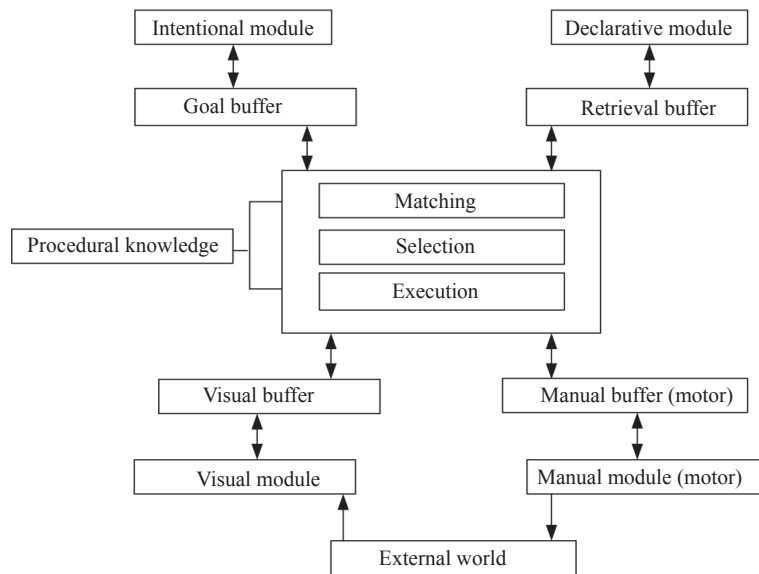 Intentional module
Declarative module
Goal buffer
Retrieval buffer
Matching
Procedural knowledge
Selection
Execution
Visual buffer
Manual buffer (motor)
Visual module
Manual module (motor)
External world